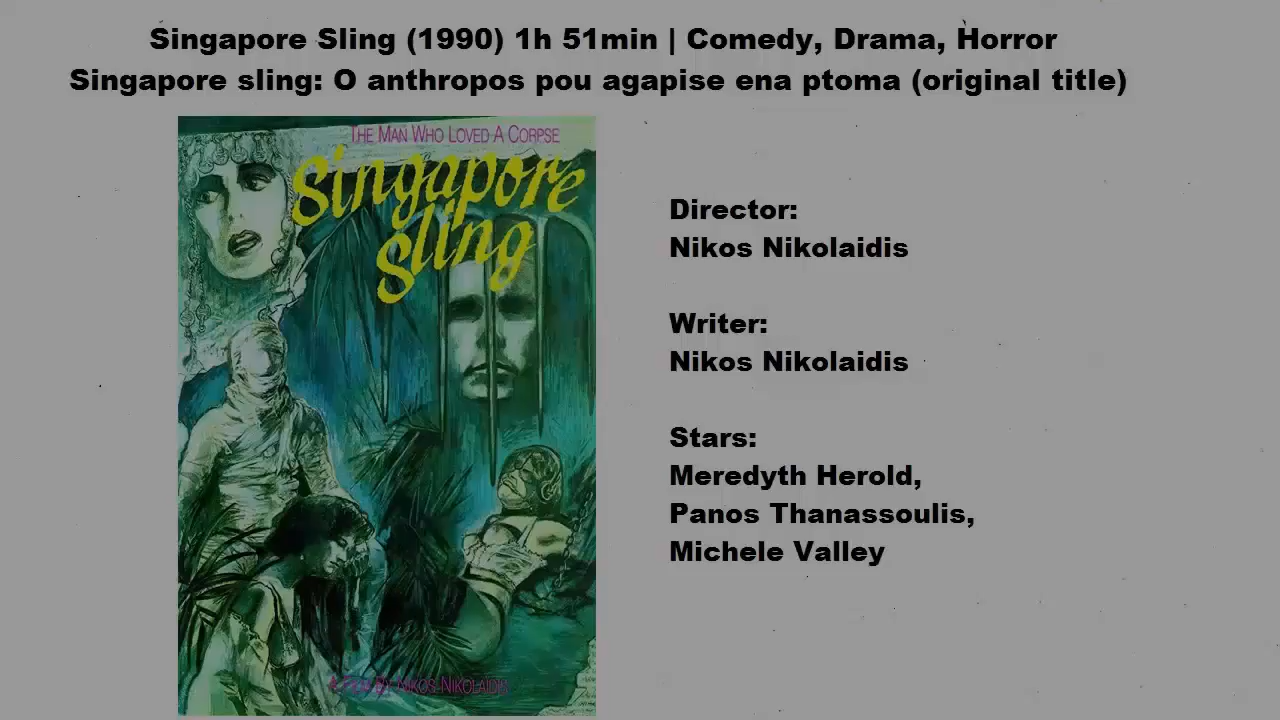 Singapore Sling (1990) 1h 51min | Comedy, Drama, Horror
Singapore sling: O anthropos pou agapise ena ptoma (original title)
THE MAN WHO LOVED A CORPSE
Singapore
Sling
Director:
Nikos Nikolaidis
Writer:
Nikos Nikolaidis
Stars:
Meredyth Herold,
Panos Thanassoulis,
Michele Valley
A FILM BY NIKOS NIKOLAIDIS